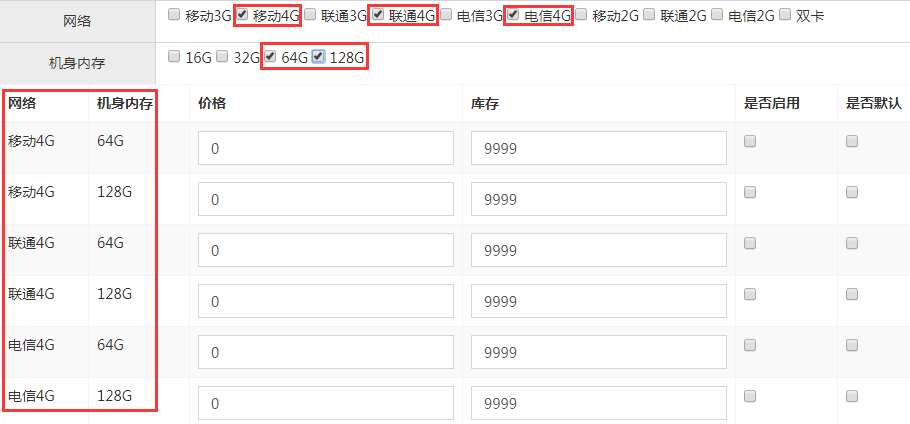 网络 移动3G 移动4G 联通3G 联通4G 电信3G 电信4G 移动2G 联通2G 电信2G 双卡
机身内存 16G 32G 64G 128G
网络 机身内存 价格 库存 是否启用 是否默认
移动4G 64G 0 9999
移动4G 128G 0 9999
联通4G 64G 0 9999
联通4G 128G 0 9999
电信4G 64G 0 9999
电信4G 128G 0 9999